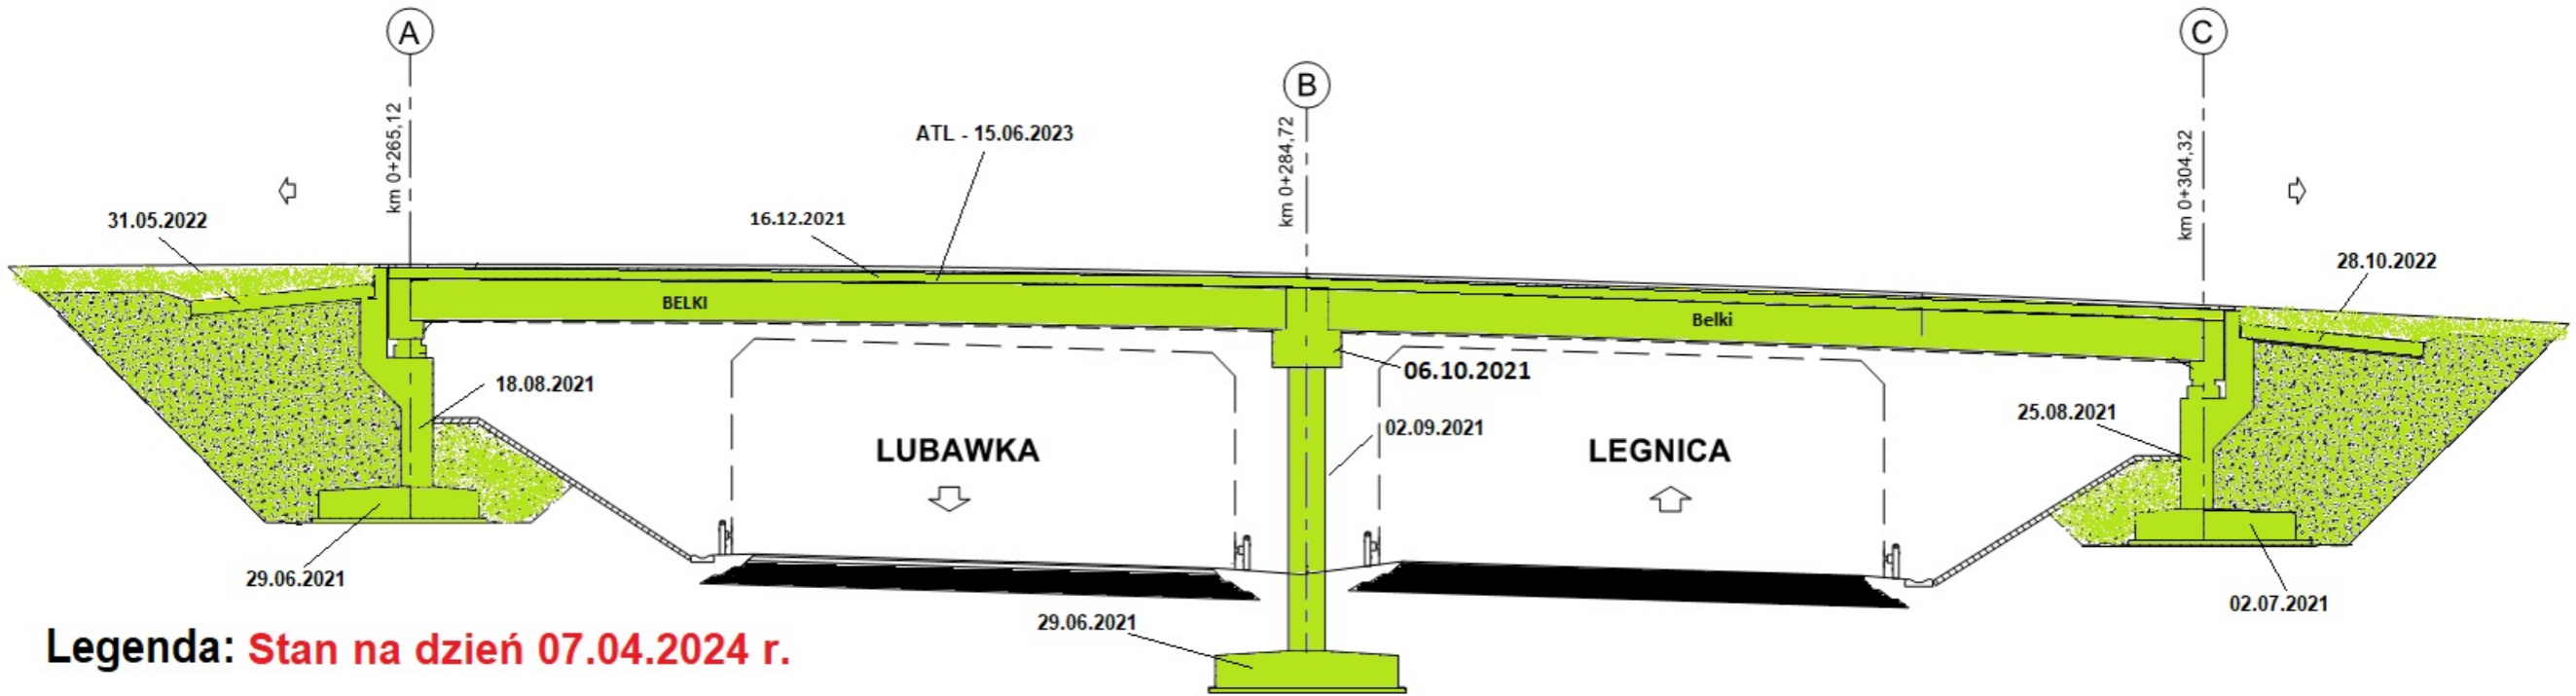 A
B
C
km 0+265,12
km 0+284,72
km 0+304,32
ATL - 15.06.2023
31.05.2022
16.12.2021
28.10.2022
BELKI
Belki
06.10.2021
18.08.2021
25.08.2021
02.09.2021
LUBAWKA
LEGNICA
29.06.2021
02.07.2021
29.06.2021
Legenda: Stan na dzień 07.04.2024 r.